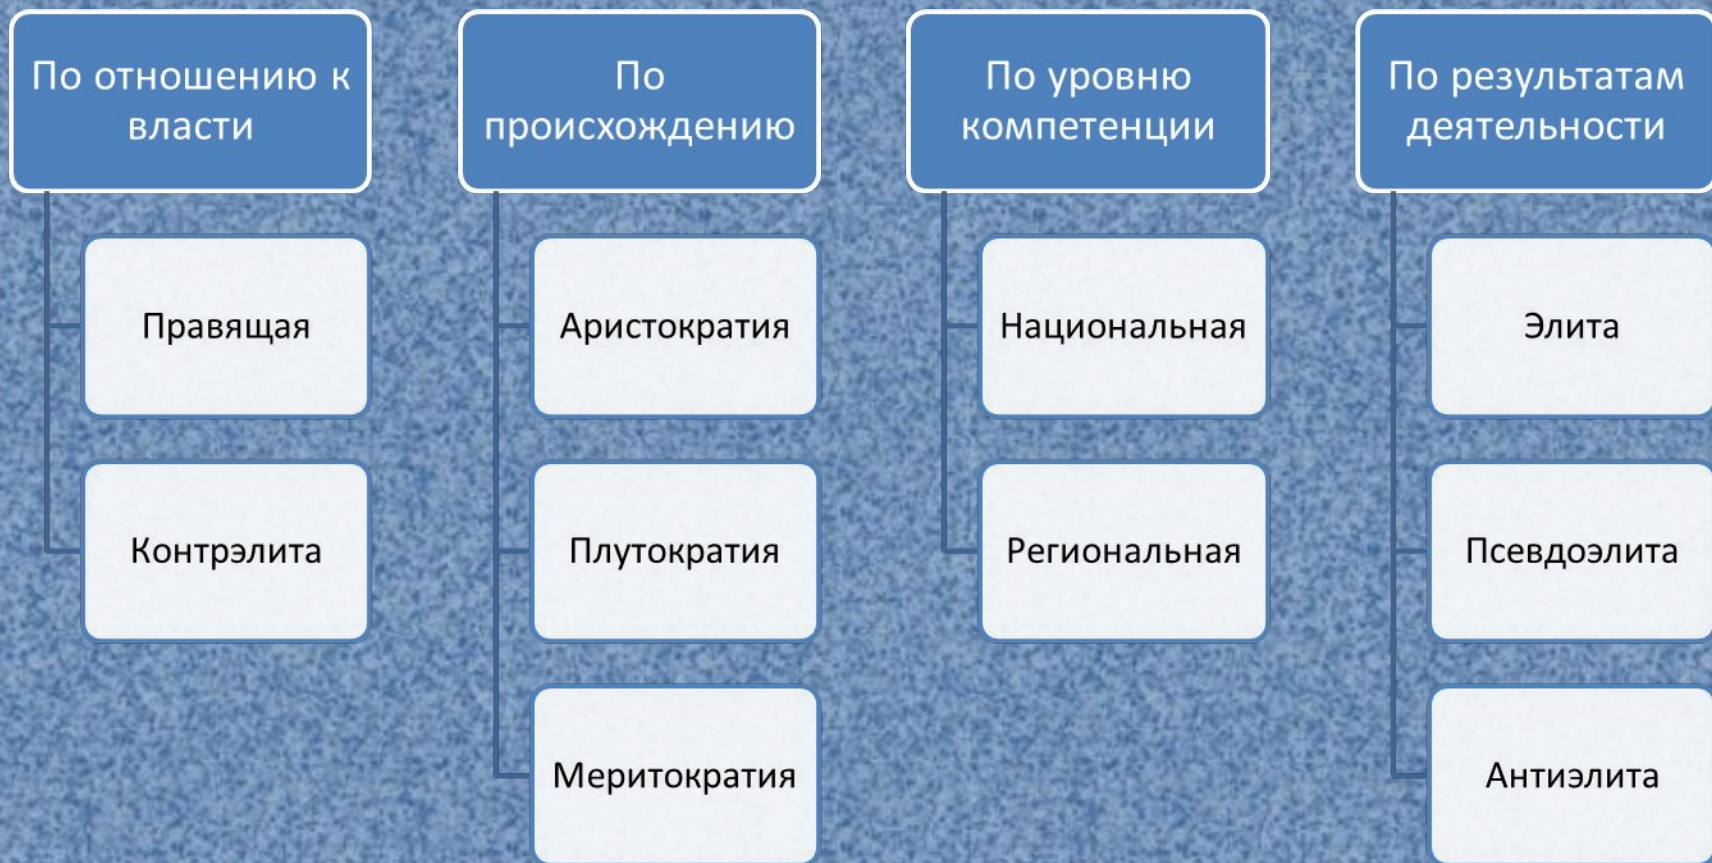 По отношению к
власти
Правящая
Контрэлита
По
происхождению
Аристократия
Плутократия
Меритократия
По уровню
компетенции
Национальная
Региональная
По результатам
деятельности
Элита
Псевдоэлита
Антиэлита